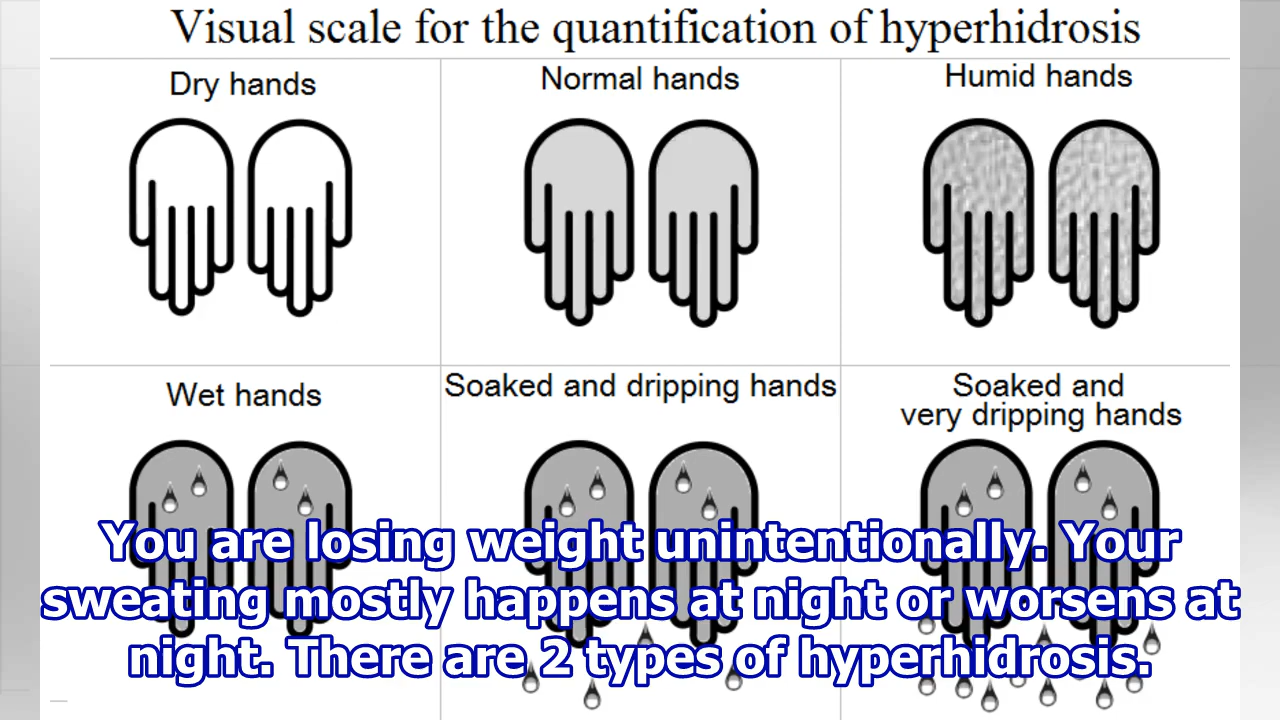 Visual scale for the quantification of hyperhidrosis
Dry hands
Normal hands
Humid hands
Wet hands
Soaked and dripping hands
Soaked and
very dripping hands
You are losing weight unintentionally. Your
sweating mostly happens at night or worsens at
night. There are 2 types of hyperhidrosis.